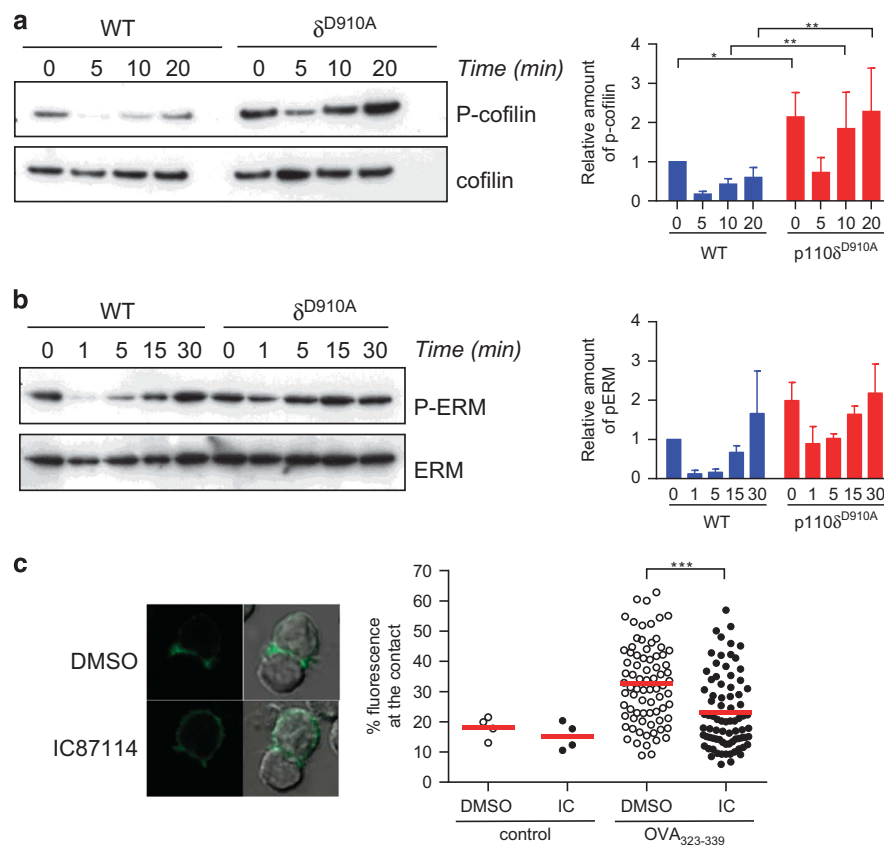 a
WT δD910A
0 5 10 20 0 5 10 20 Time (min)
P-cofilin
cofilin
Relative amount
of p-cofilin
4
3
2
1
0
* ** **
0 5 10 20 0 5 10 20
WT p110δD910A
b
WT δD910A
0 1 5 15 30 0 1 5 15 30 Time (min)
P-ERM
ERM
Relative amount
of pERM
4
3
2
1
0
0 1 5 15 30 0 1 5 15 30
WT p110δD910A
c
DMSO
IC87114
% fluorescence
at the contact
70
60
50
40
30
20
10
0
***
DMSO IC DMSO IC
control OVA323-339